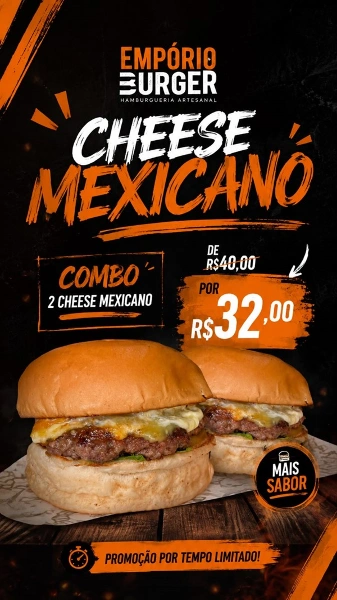 EMPÓRIO
BURGER
HAMBURGUERIA ARTESANAL
CHEESE
MEXICANO
COMBO
2 CHEESE MEXICANO
DE
R$40,00
POR
R$32,00
MAIS
SABOR
PROMOÇÃO POR TEMPO LIMITADO!